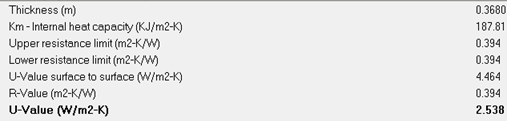 Thickness (m) 0.3680
Km - Internal heat capacity (KJ/m2-K) 187.81
Upper resistance limit (m2-K/W) 0.394
Lower resistance limit (m2-K/W) 0.394
U-Value surface to surface (W/m2-K) 4.464
R-Value (m2-K/W) 0.394
U-Value (W/m2-K) 2.538